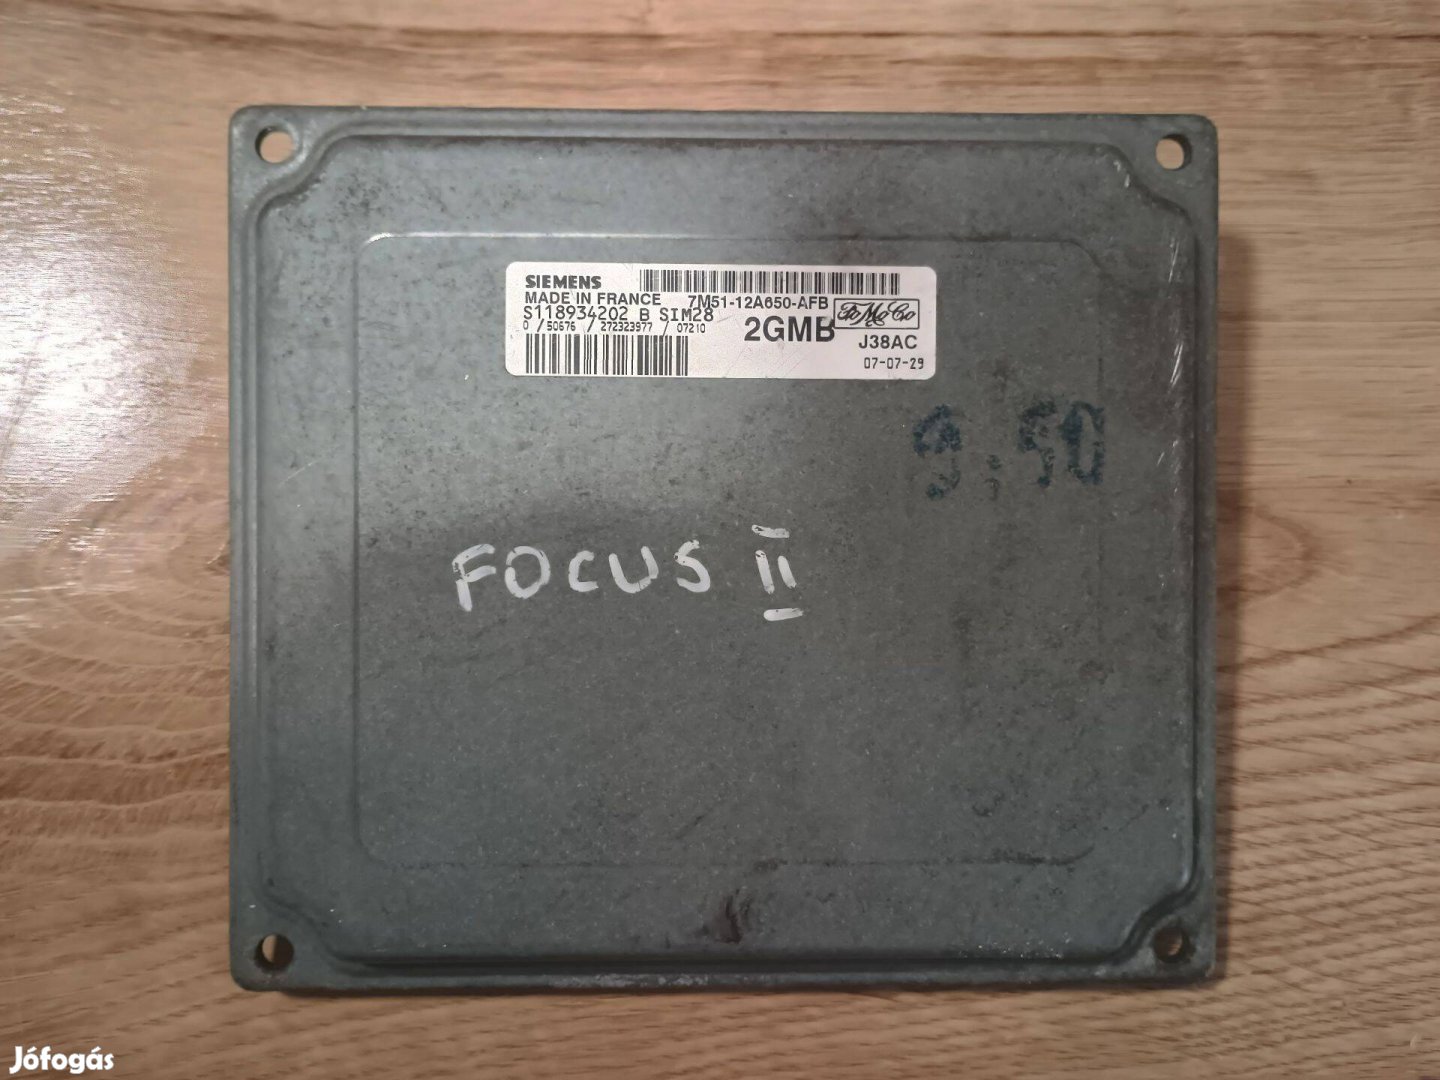 SIEMENS
MADE IN FRANCE 7M51-12A650-AFB
S118934202 B SIM28 2GMB FoMoCo
0 / 50676 / 272323977 / 07210
J38AC
07-07-29
9:50
FOCUS II
Jófogás